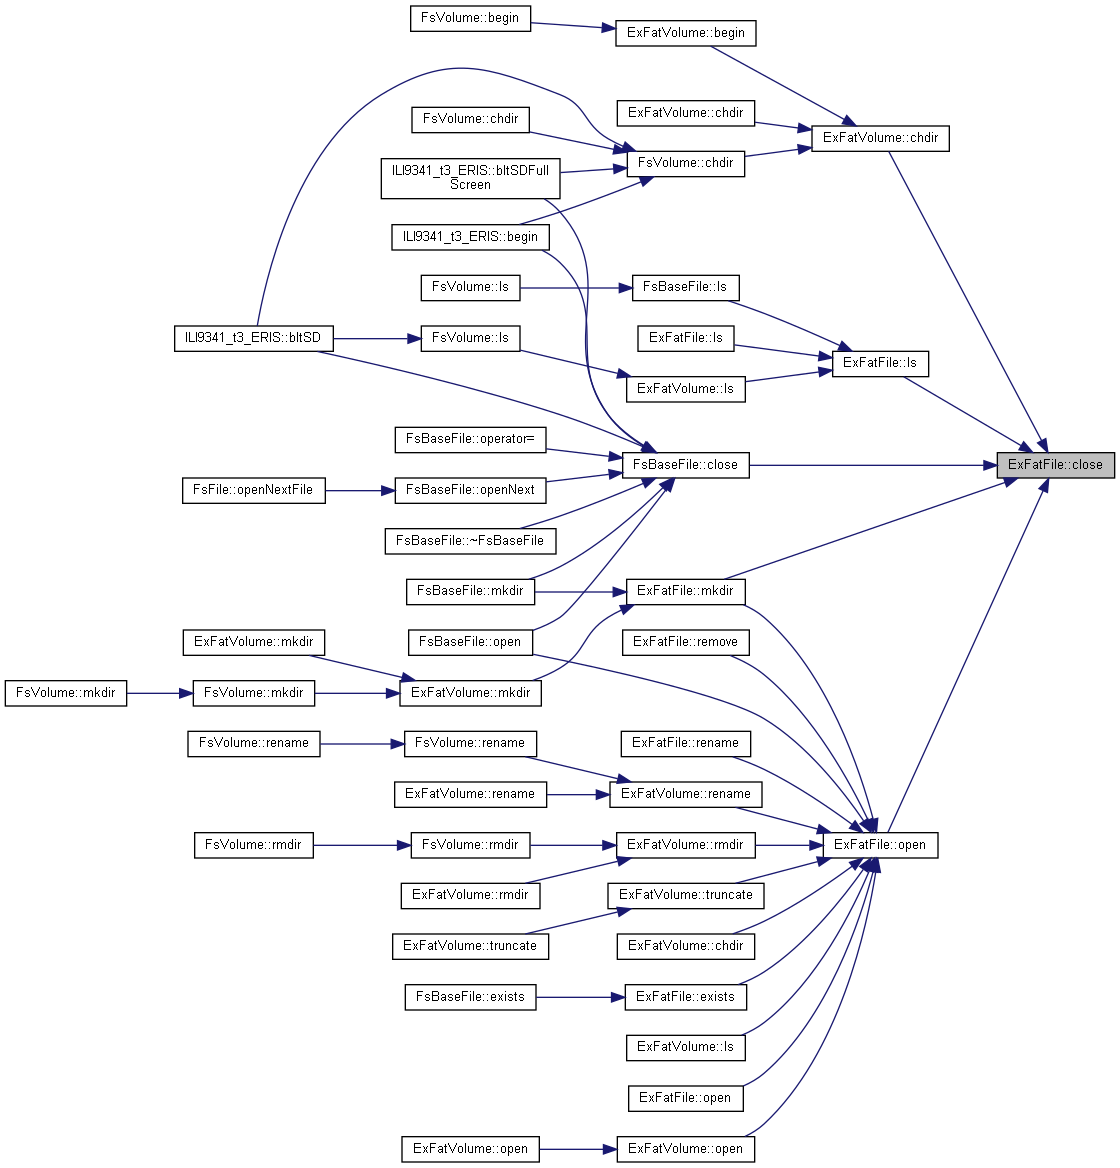 FsVolume::begin
ExFatVolume::begin
ExFatVolume::chdir
FsVolume::chdir
ExFatVolume::chdir
FsVolume::chdir
ILI9341_t3_ERIS::bltSDFull
Screen
ILI9341_t3_ERIS::begin
FsVolume::ls
FsBaseFile::ls
ILI9341_t3_ERIS::bltSD
FsVolume::ls
ExFatFile::ls
ExFatFile::ls
ExFatVolume::ls
FsBaseFile::operator=
FsBaseFile::close
ExFatFile::close
FsFile::openNextFile
FsBaseFile::openNext
FsBaseFile::~FsBaseFile
FsBaseFile::mkdir
ExFatFile::mkdir
ExFatVolume::mkdir
FsBaseFile::open
ExFatFile::remove
FsVolume::mkdir
FsVolume::mkdir
ExFatVolume::mkdir
FsVolume::rename
FsVolume::rename
ExFatFile::rename
ExFatVolume::rename
ExFatVolume::rename
FsVolume::rmdir
FsVolume::rmdir
ExFatVolume::rmdir
ExFatFile::open
ExFatVolume::rmdir
ExFatVolume::truncate
ExFatVolume::truncate
ExFatVolume::chdir
FsBaseFile::exists
ExFatFile::exists
ExFatVolume::ls
ExFatFile::open
ExFatVolume::open
ExFatVolume::open